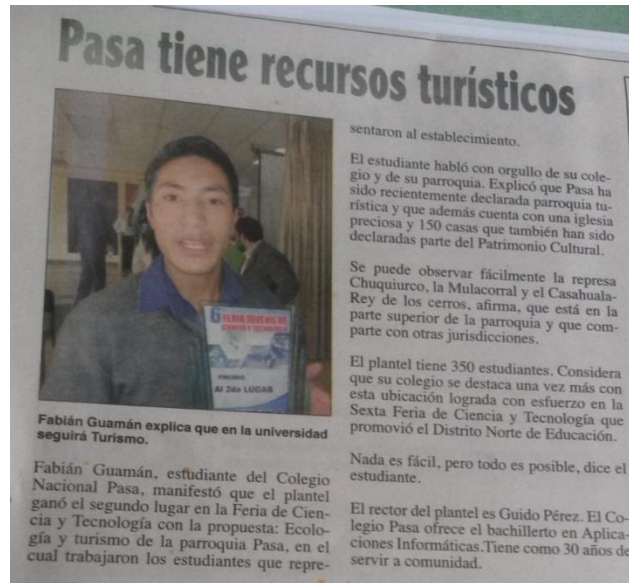 Pasa tiene recursos turísticos
6 FERIA JUVENIL DE
CIENCIA Y TECNOLOGÍA
PREMIO
Al 2do LUGAR
Fabián Guamán explica que en la universidad
seguirá Turismo.
Fabián Guamán, estudiante del Colegio
Nacional Pasa, manifestó que el plantel
ganó el segundo lugar en la Feria de Cien-
cia y Tecnología con la propuesta: Ecolo-
gía y turismo de la parroquia Pasa, en el
cual trabajaron los estudiantes que repre-
sentaron al establecimiento.
El estudiante habló con orgullo de su cole-
gio y de su parroquia. Explicó que Pasa ha
sido recientemente declarada parroquia tu-
rística y que además cuenta con una iglesia
preciosa y 150 casas que también han sido
declaradas parte del Patrimonio Cultural.
Se puede observar fácilmente la represa
Chuquiurco, la Mulacorral y el Casahuala-
Rey de los cerros, afirma, que está en la
parte superior de la parroquia y que com-
parte con otras jurisdicciones.
El plantel tiene 350 estudiantes. Considera
que su colegio se destaca una vez más con
esta ubicación lograda con esfuerzo en la
Sexta Feria de Ciencia y Tecnología que
promovió el Distrito Norte de Educación.
Nada es fácil, pero todo es posible, dice el
estudiante.
El rector del plantel es Guido Pérez. El Co-
legio Pasa ofrece el bachillerto en Aplica-
ciones Informáticas.Tiene como 30 años de
servir a comunidad.